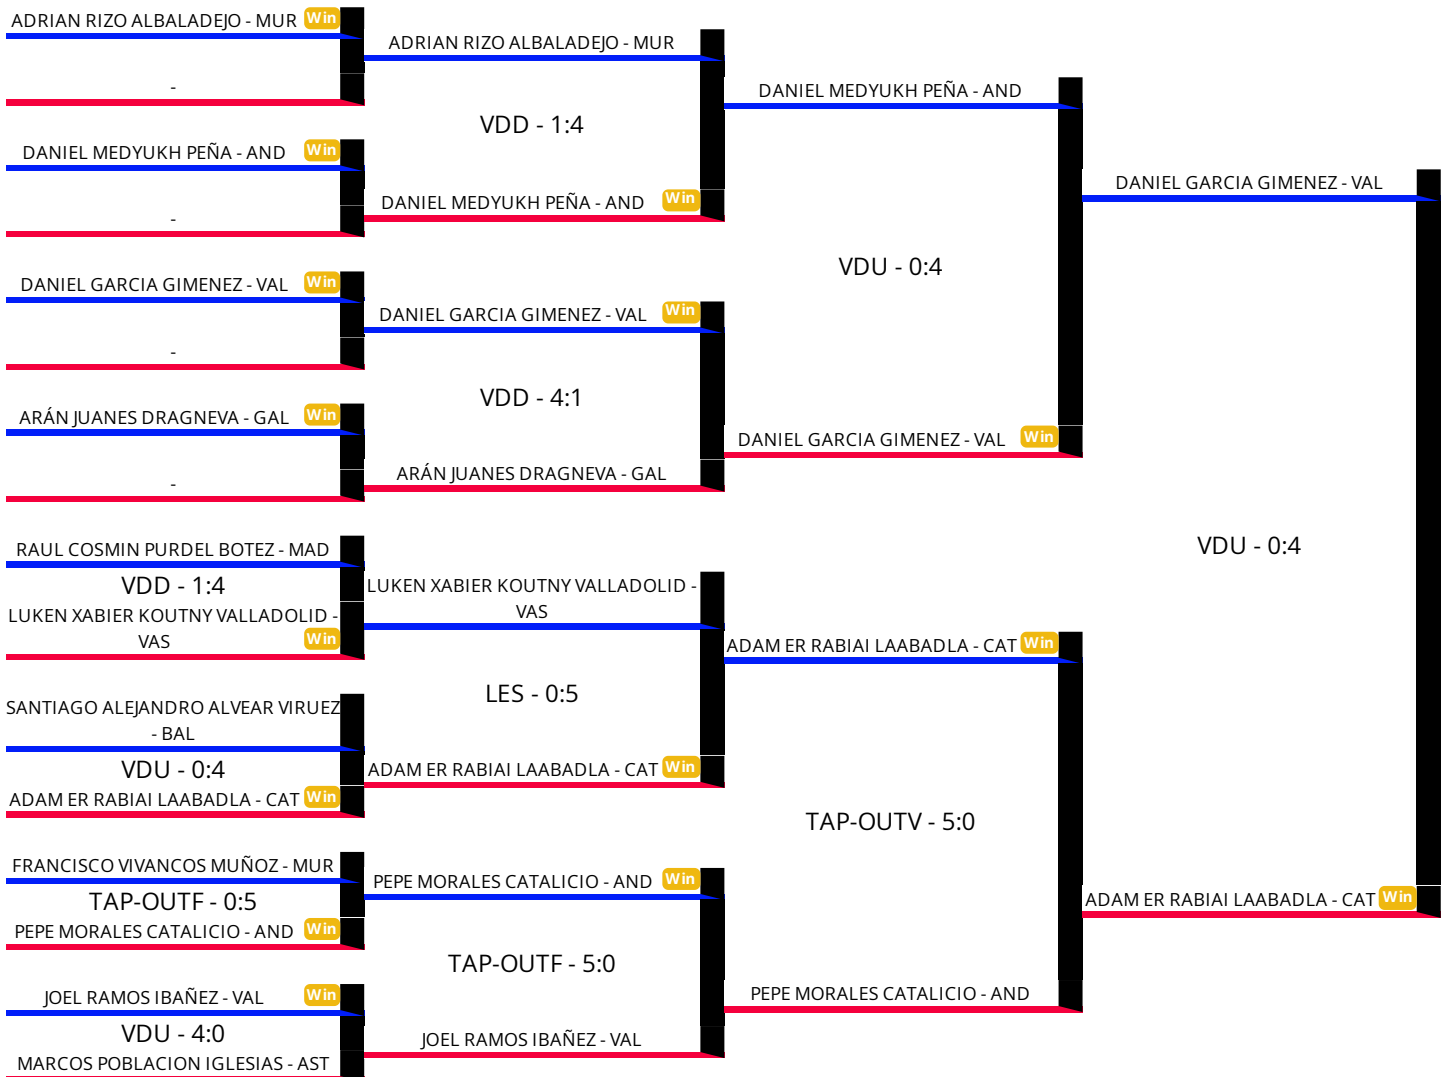 ADRIAN RIZO ALBALADEJO - MUR Win
-
DANIEL MEDYUKH PEÑA - AND Win
-
DANIEL GARCIA GIMENEZ - VAL Win
-
ARÁN JUANES DRAGNEVA - GAL Win
-
RAUL COSMIN PURDEL BOTEZ - MAD
VDD - 1:4
LUKEN XABIER KOUTNY VALLADOLID -
VAS Win
SANTIAGO ALEJANDRO ALVEAR VIRUEZ
- BAL
VDU - 0:4
ADAM ER RABIAI LAABADLA - CAT Win
FRANCISCO VIVANCOS MUÑOZ - MUR
TAP-OUTF - 0:5
PEPE MORALES CATALICIO - AND Win
JOEL RAMOS IBAÑEZ - VAL Win
VDU - 4:0
MARCOS POBLACION IGLESIAS - AST
ADRIAN RIZO ALBALADEJO - MUR
VDD - 1:4
DANIEL MEDYUKH PEÑA - AND Win
DANIEL GARCIA GIMENEZ - VAL Win
VDD - 4:1
ARÁN JUANES DRAGNEVA - GAL
LUKEN XABIER KOUTNY VALLADOLID -
VAS
LES - 0:5
ADAM ER RABIAI LAABADLA - CAT Win
PEPE MORALES CATALICIO - AND Win
TAP-OUTF - 5:0
JOEL RAMOS IBAÑEZ - VAL
DANIEL MEDYUKH PEÑA - AND
VDU - 0:4
DANIEL GARCIA GIMENEZ - VAL Win
ADAM ER RABIAI LAABADLA - CAT Win
TAP-OUTV - 5:0
PEPE MORALES CATALICIO - AND
DANIEL GARCIA GIMENEZ - VAL
VDU - 0:4
ADAM ER RABIAI LAABADLA - CAT Win